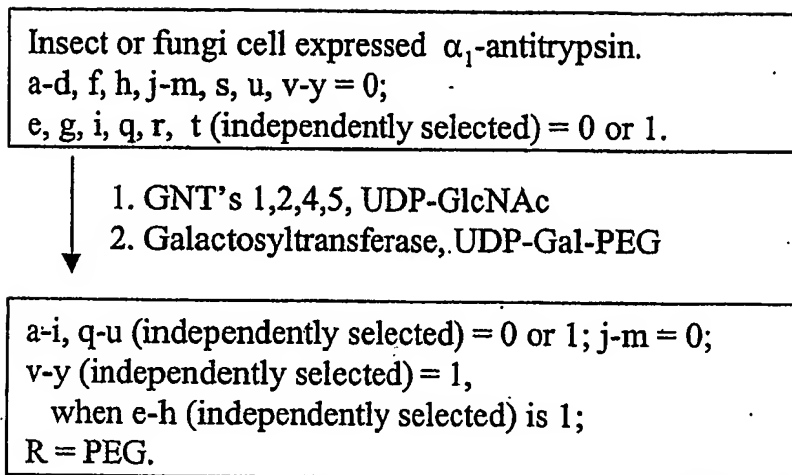 Insect or fungi cell expressed α₁-antitrypsin.
a-d, f, h, j-m, s, u, v-y = 0;
e, g, i, q, r, t (independently selected) = 0 or 1.
1. GNT's 1,2,4,5, UDP-GlcNAc
2. Galactosyltransferase, UDP-Gal-PEG
a-i, q-u (independently selected) = 0 or 1; j-m = 0;
v-y (independently selected) = 1,
when e-h (independently selected) is 1;
R = PEG.